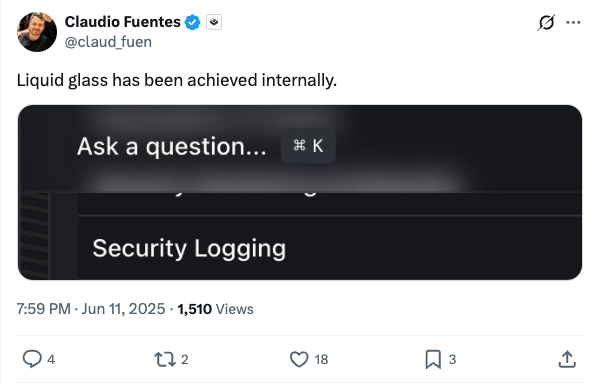 Claudio Fuentes
@claud_fuen
Liquid glass has been achieved internally.
Ask a question... ⌘ K
Security Logging
7:59 PM · Jun 11, 2025 · 1,510 Views
4 2 18 3